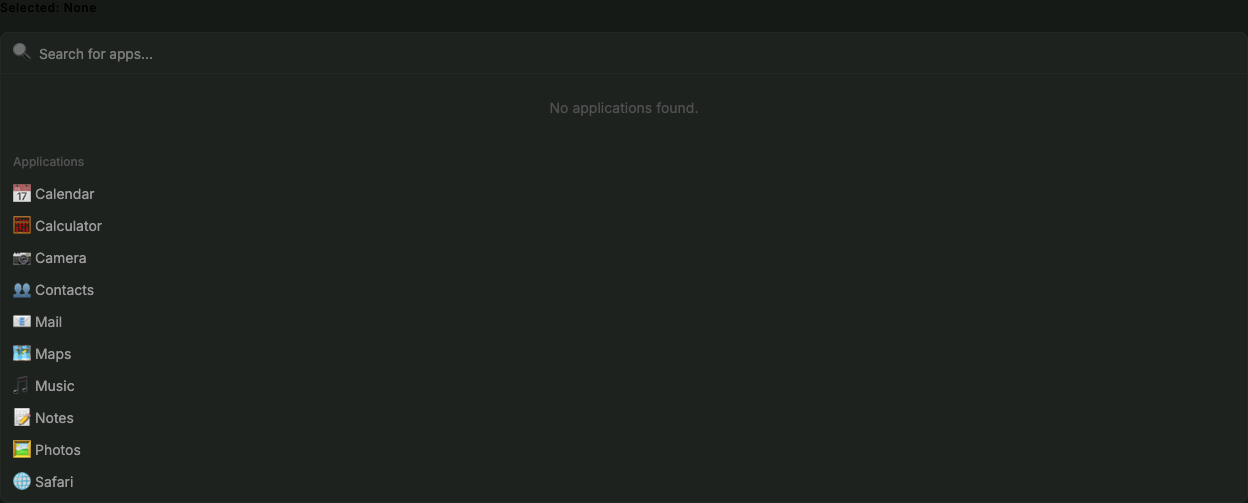 Selected: None
Search for apps...
No applications found.
Applications
17 Calendar
Calculator
Camera
Contacts
Mail
Maps
Music
Notes
Photos
Safari